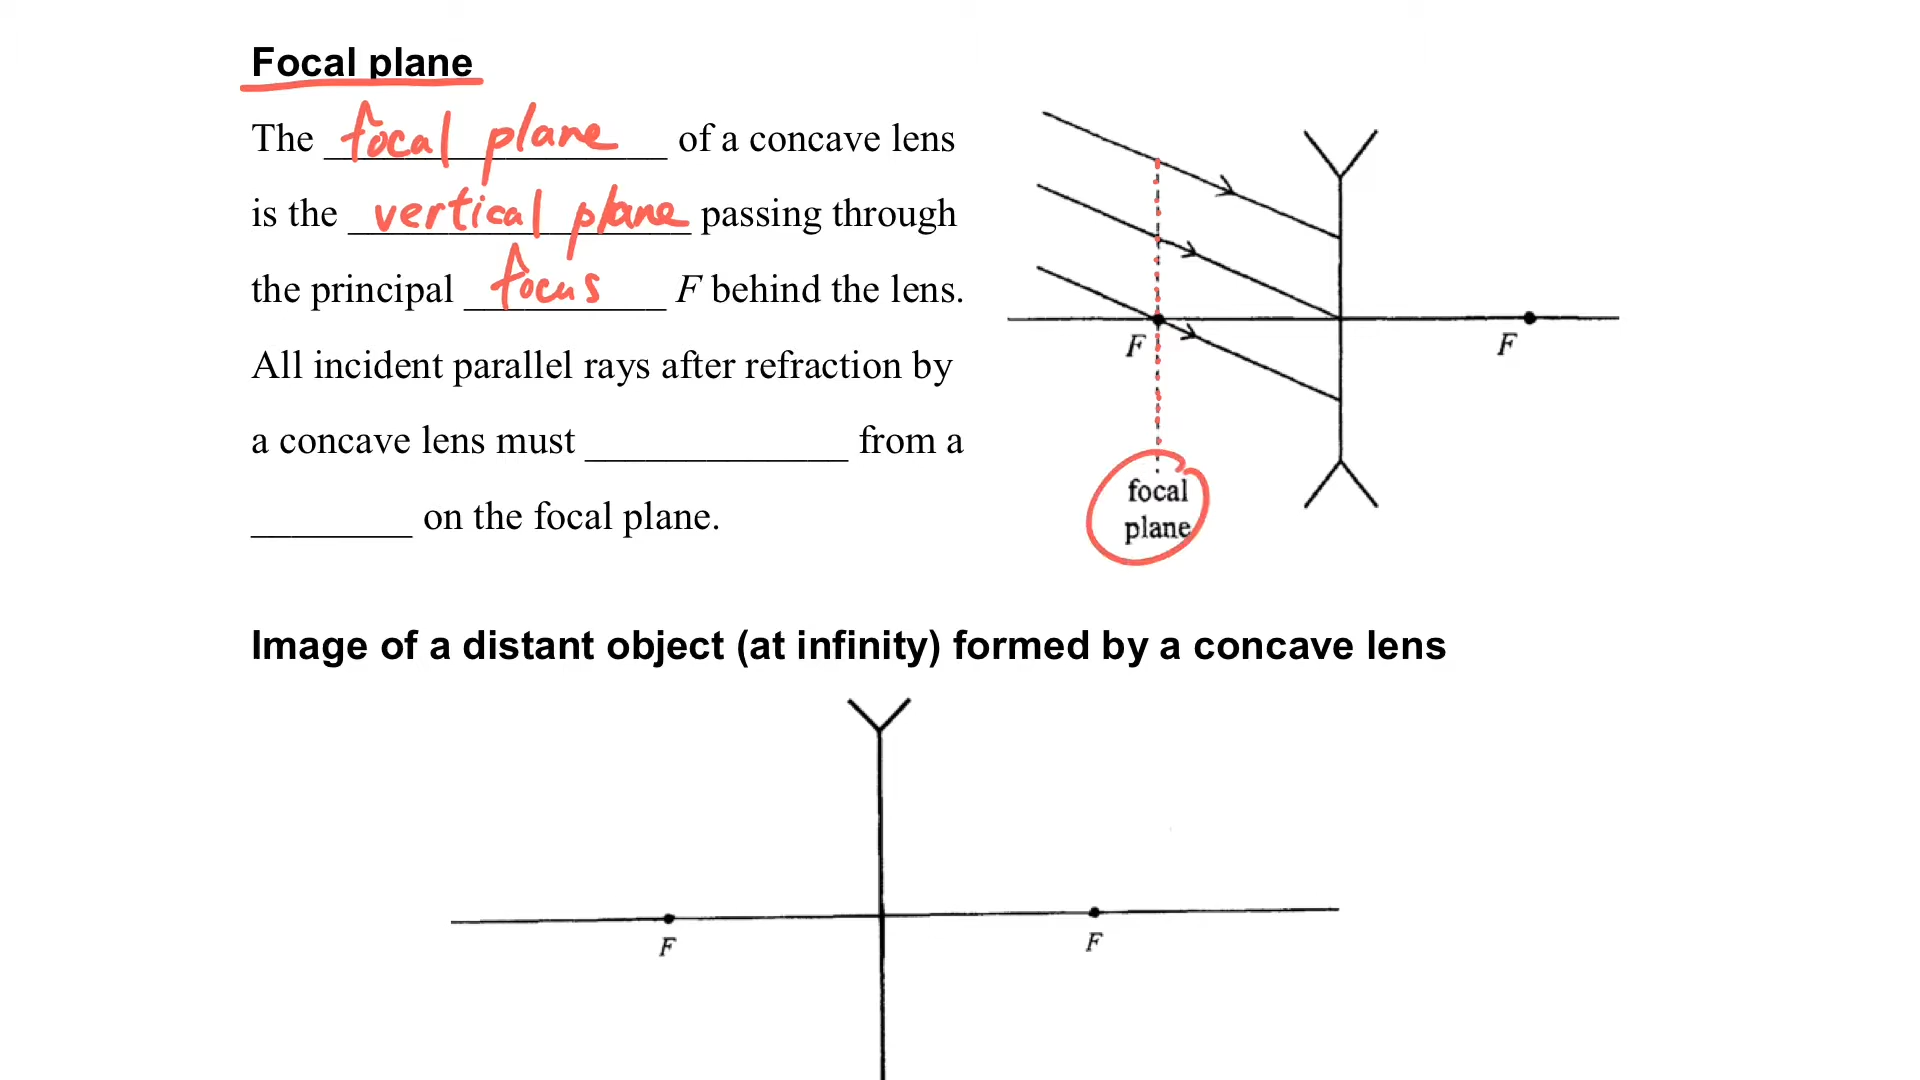 Focal plane
The focal plane of a concave lens
is the vertical plane passing through
the principal focus F behind the lens.
All incident parallel rays after refraction by
a concave lens must _____________ from a
________ on the focal plane.
F
F
focal
plane
Image of a distant object (at infinity) formed by a concave lens
F
F